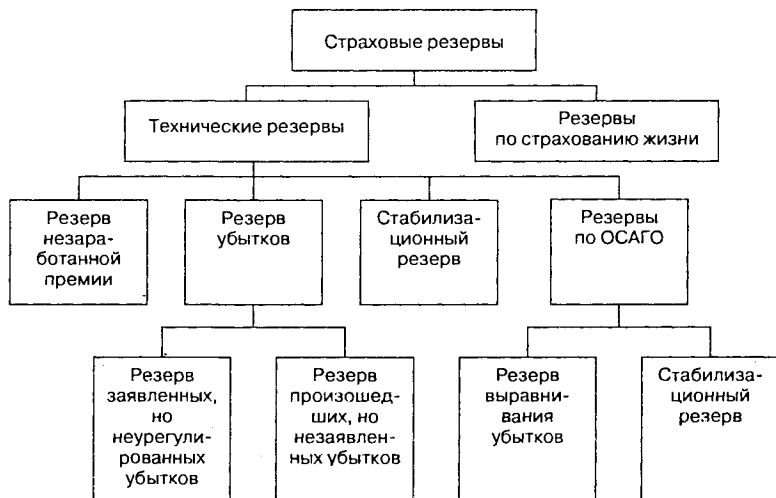 Страховые резервы
Технические резервы
Резервы
по страхованию жизни
Резерв
незара-
ботанной
премии
Резерв
убытков
Стабилиза-
ционный
резерв
Резервы
по ОСАГО
Резерв
заявленных,
но
неурегули-
рованных
убытков
Резерв
произошед-
ших, но
незаявлен-
ных убытков
Резерв
выравни-
вания
убытков
Стабилиза-
ционный
резерв